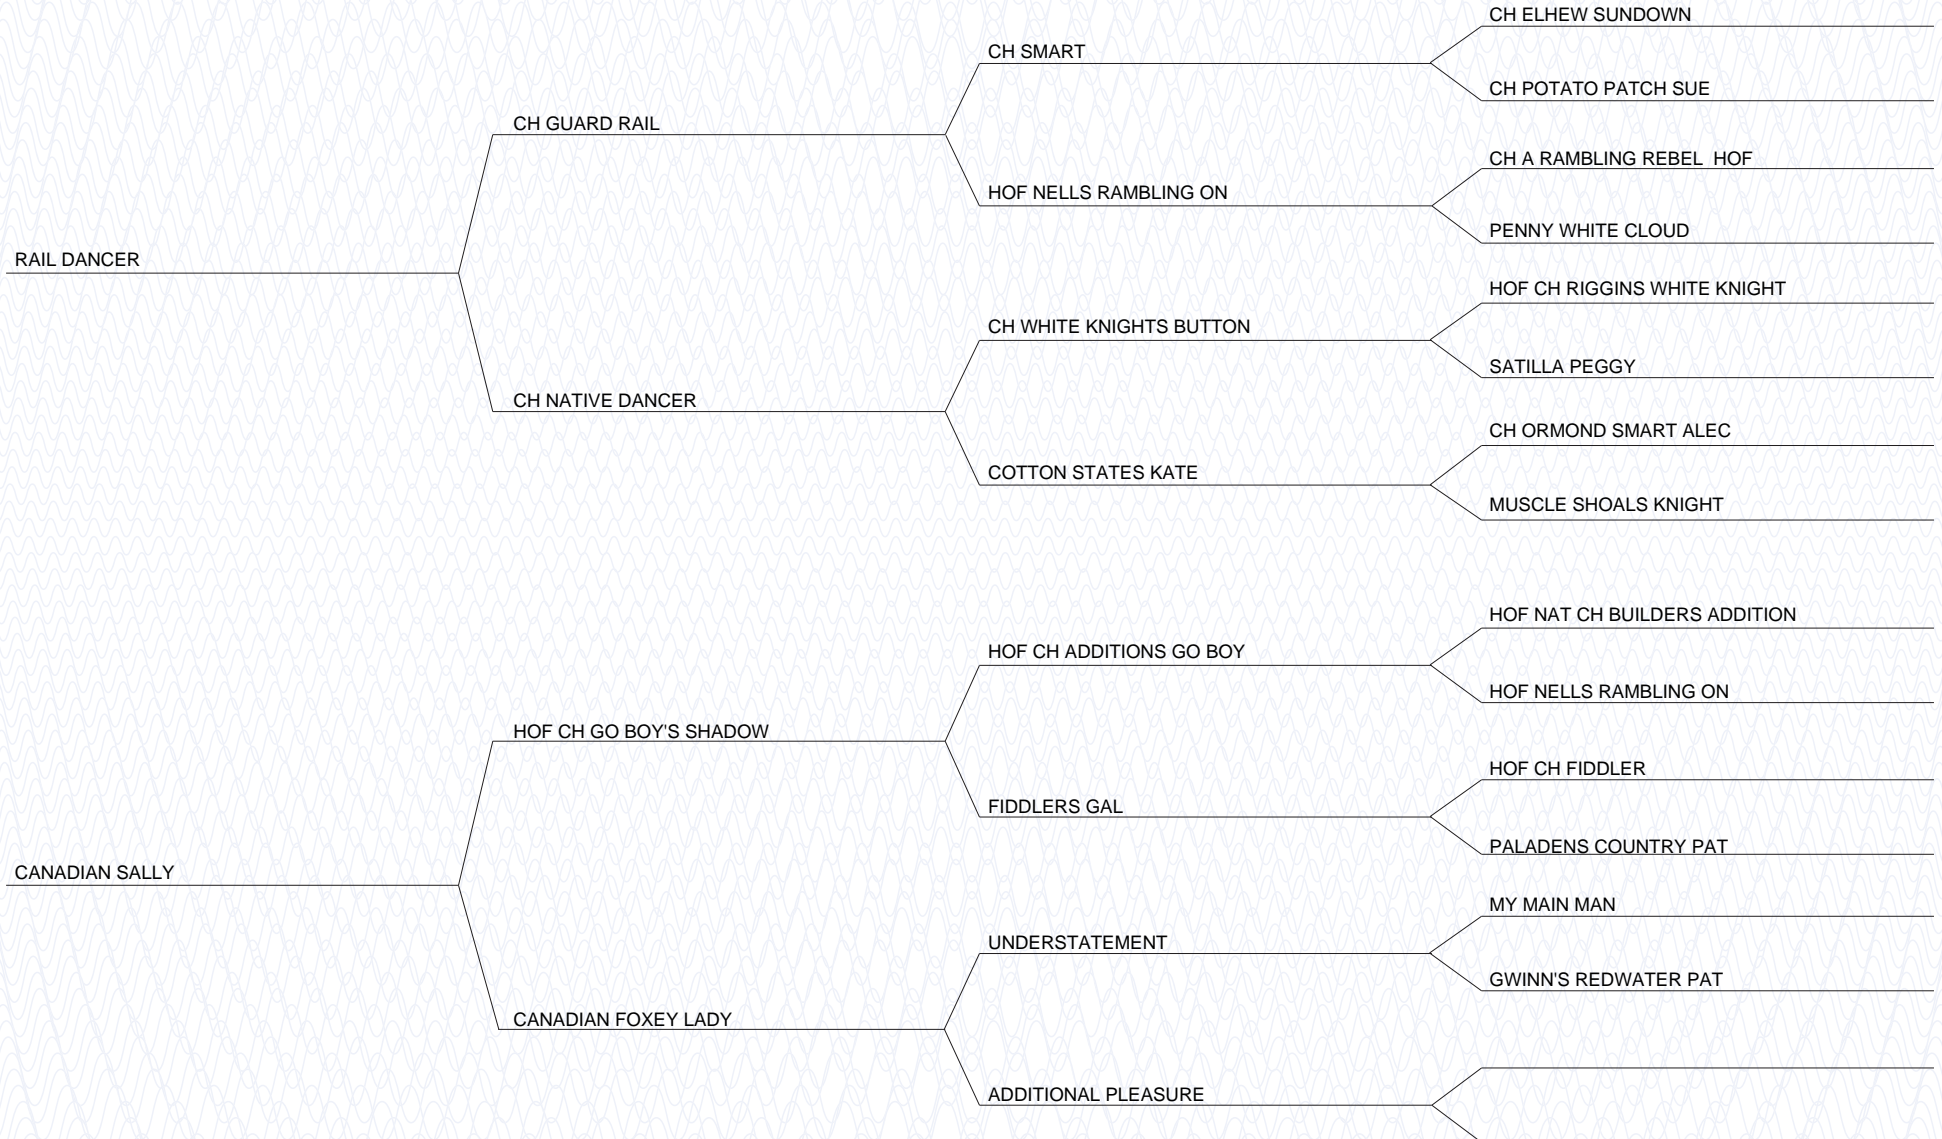 CH ELHEW SUNDOWN
CH SMART
CH POTATO PATCH SUE
CH GUARD RAIL
CH A RAMBLING REBEL  HOF
HOF NELLS RAMBLING ON
PENNY WHITE CLOUD
RAIL DANCER
HOF CH RIGGINS WHITE KNIGHT
CH WHITE KNIGHTS BUTTON
SATILLA PEGGY
CH NATIVE DANCER
CH ORMOND SMART ALEC
COTTON STATES KATE
MUSCLE SHOALS KNIGHT
HOF NAT CH BUILDERS ADDITION
HOF CH ADDITIONS GO BOY
HOF NELLS RAMBLING ON
HOF CH GO BOY'S SHADOW
HOF CH FIDDLER
FIDDLERS GAL
PALADENS COUNTRY PAT
CANADIAN SALLY
MY MAIN MAN
UNDERSTATEMENT
GWINN'S REDWATER PAT
CANADIAN FOXEY LADY
ADDITIONAL PLEASURE